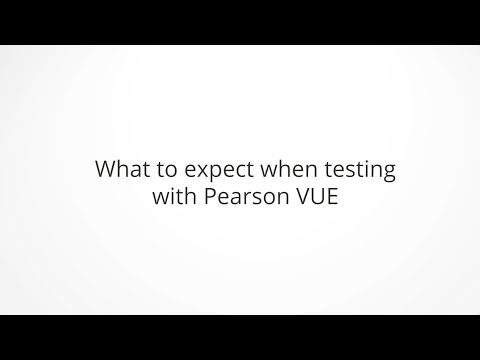 What to expect when testing
with Pearson VUE